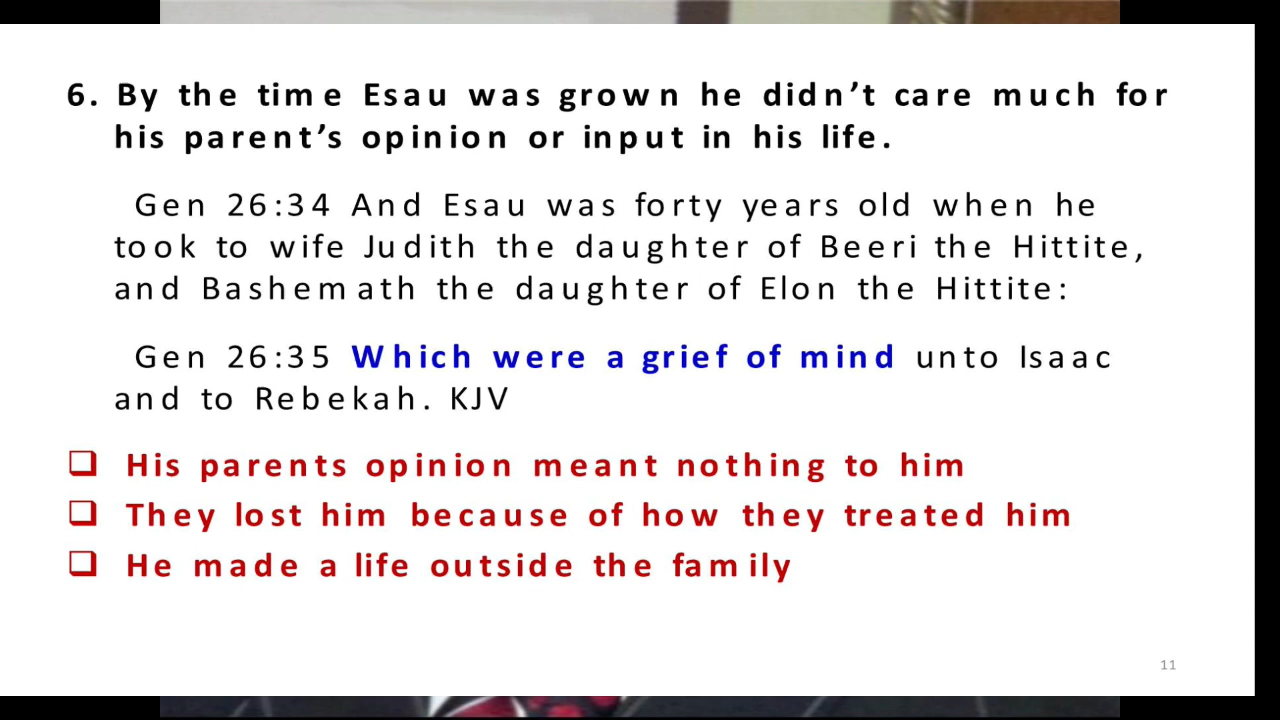 6. By the time Esau was grown he didn’t care much for
his parent’s opinion or input in his life.
Gen 26:34 And Esau was forty years old when he
took to wife Judith the daughter of Beeri the Hittite,
and Bashemath the daughter of Elon the Hittite:
Gen 26:35 Which were a grief of mind unto Isaac
and to Rebekah. KJV
❑ His parents opinion meant nothing to him
❑ They lost him because of how they treated him
❑ He made a life outside the family
11